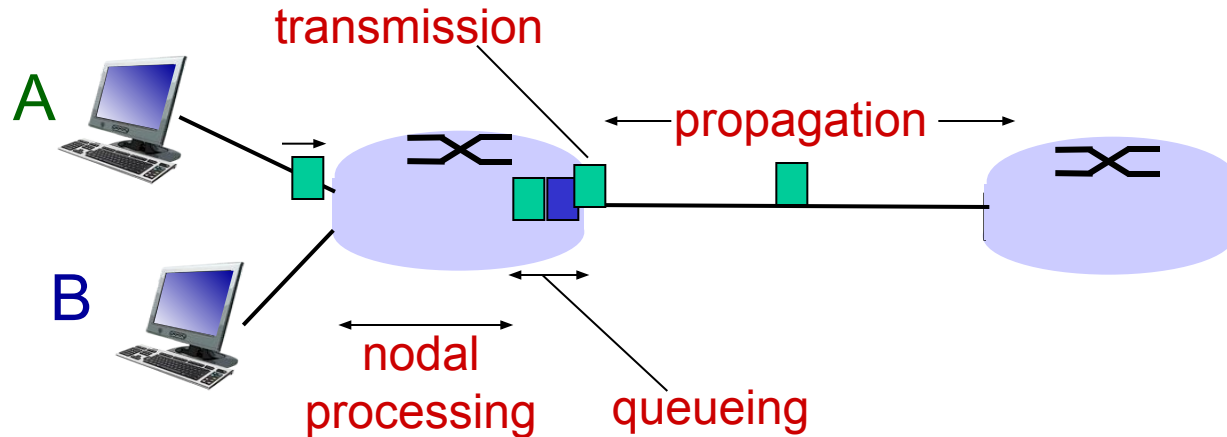 transmission
A
propagation
B
nodal
processing
queueing